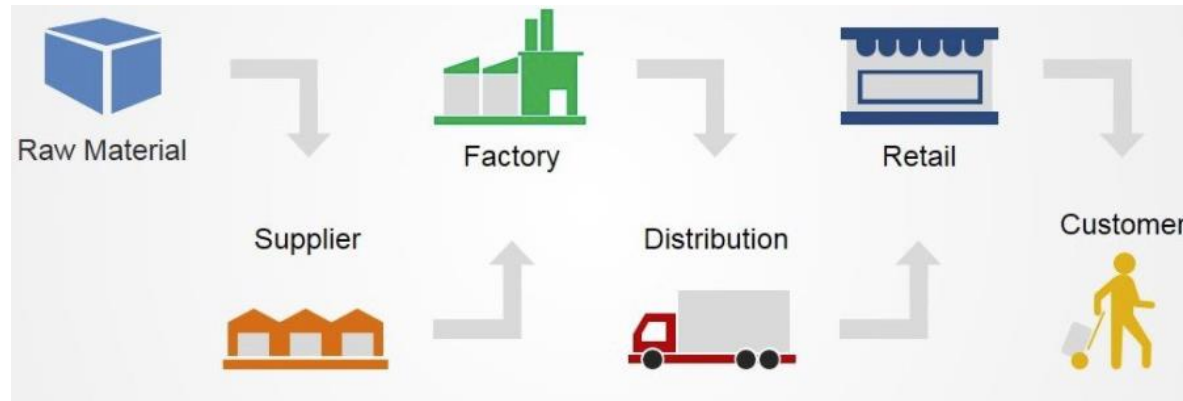 Raw Material
Supplier
Factory
Distribution
Retail
Customer